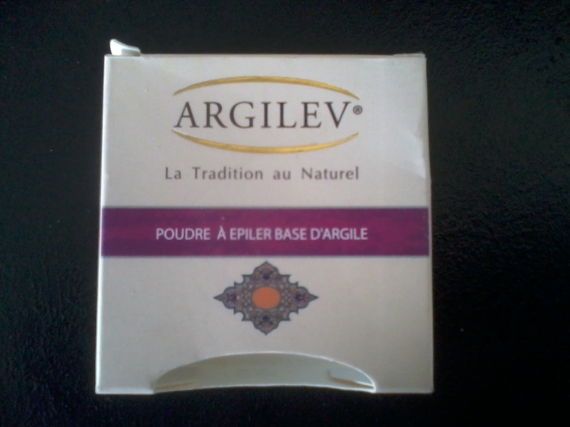 ARGILEV®
La Tradition au Naturel
POUDRE À EPILER BASE D'ARGILE